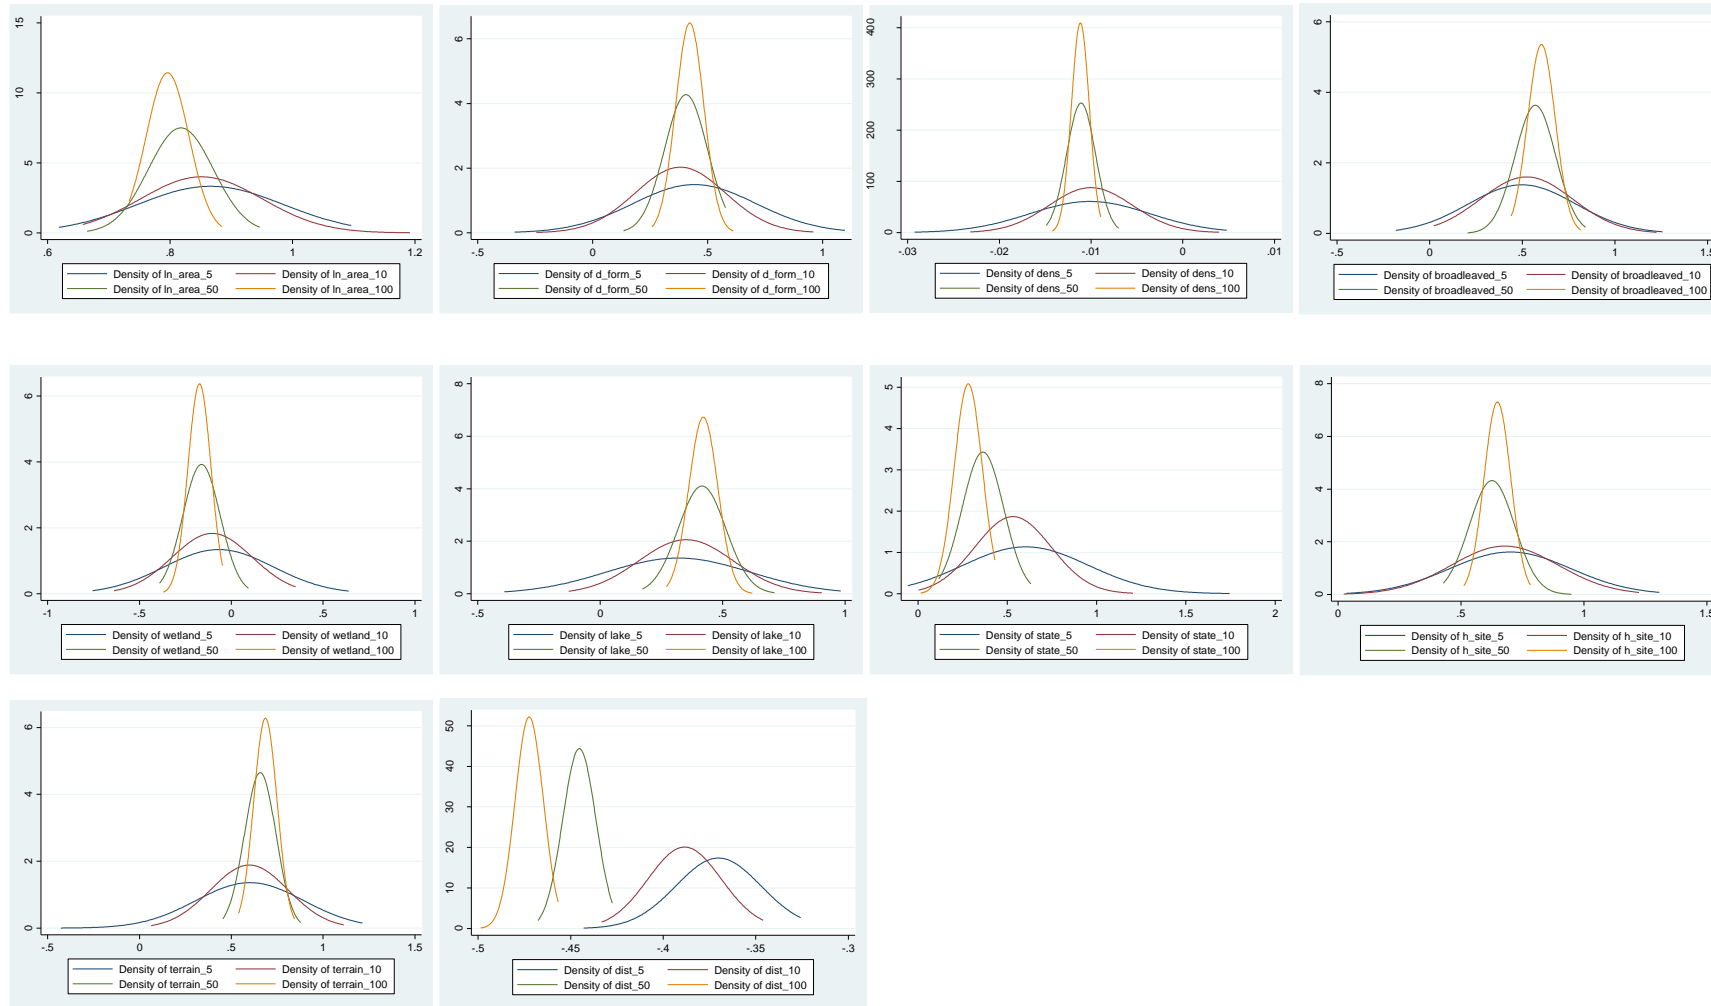 15
10
5
0
.6 .8 1 1.2
Density of ln_area_5 Density of ln_area_10
Density of ln_area_50 Density of ln_area_100
6
4
2
0
-.5 0 .5 1
Density of d_form_5 Density of d_form_10
Density of d_form_50 Density of d_form_100
400
300
200
100
0
-.03 -.02 -.01 0 .01
Density of dens_5 Density of dens_10
Density of dens_50 Density of dens_100
6
4
2
0
-.5 0 .5 1 1.5
Density of broadleaved_5 Density of broadleaved_10
Density of broadleaved_50 Density of broadleaved_100
6
4
2
0
-1 -.5 0 .5 1
Density of wetland_5 Density of wetland_10
Density of wetland_50 Density of wetland_100
8
6
4
2
0
-.5 0 .5 1
Density of lake_5 Density of lake_10
Density of lake_50 Density of lake_100
5
4
3
2
1
0
0 .5 1 1.5 2
Density of state_5 Density of state_10
Density of state_50 Density of state_100
8
6
4
2
0
0 .5 1 1.5
Density of h_site_5 Density of h_site_10
Density of h_site_50 Density of h_site_100
6
4
2
0
-.5 0 .5 1 1.5
Density of terrain_5 Density of terrain_10
Density of terrain_50 Density of terrain_100
50
40
30
20
10
0
-.5 -.45 -.4 -.35 -.3
Density of dist_5 Density of dist_10
Density of dist_50 Density of dist_100